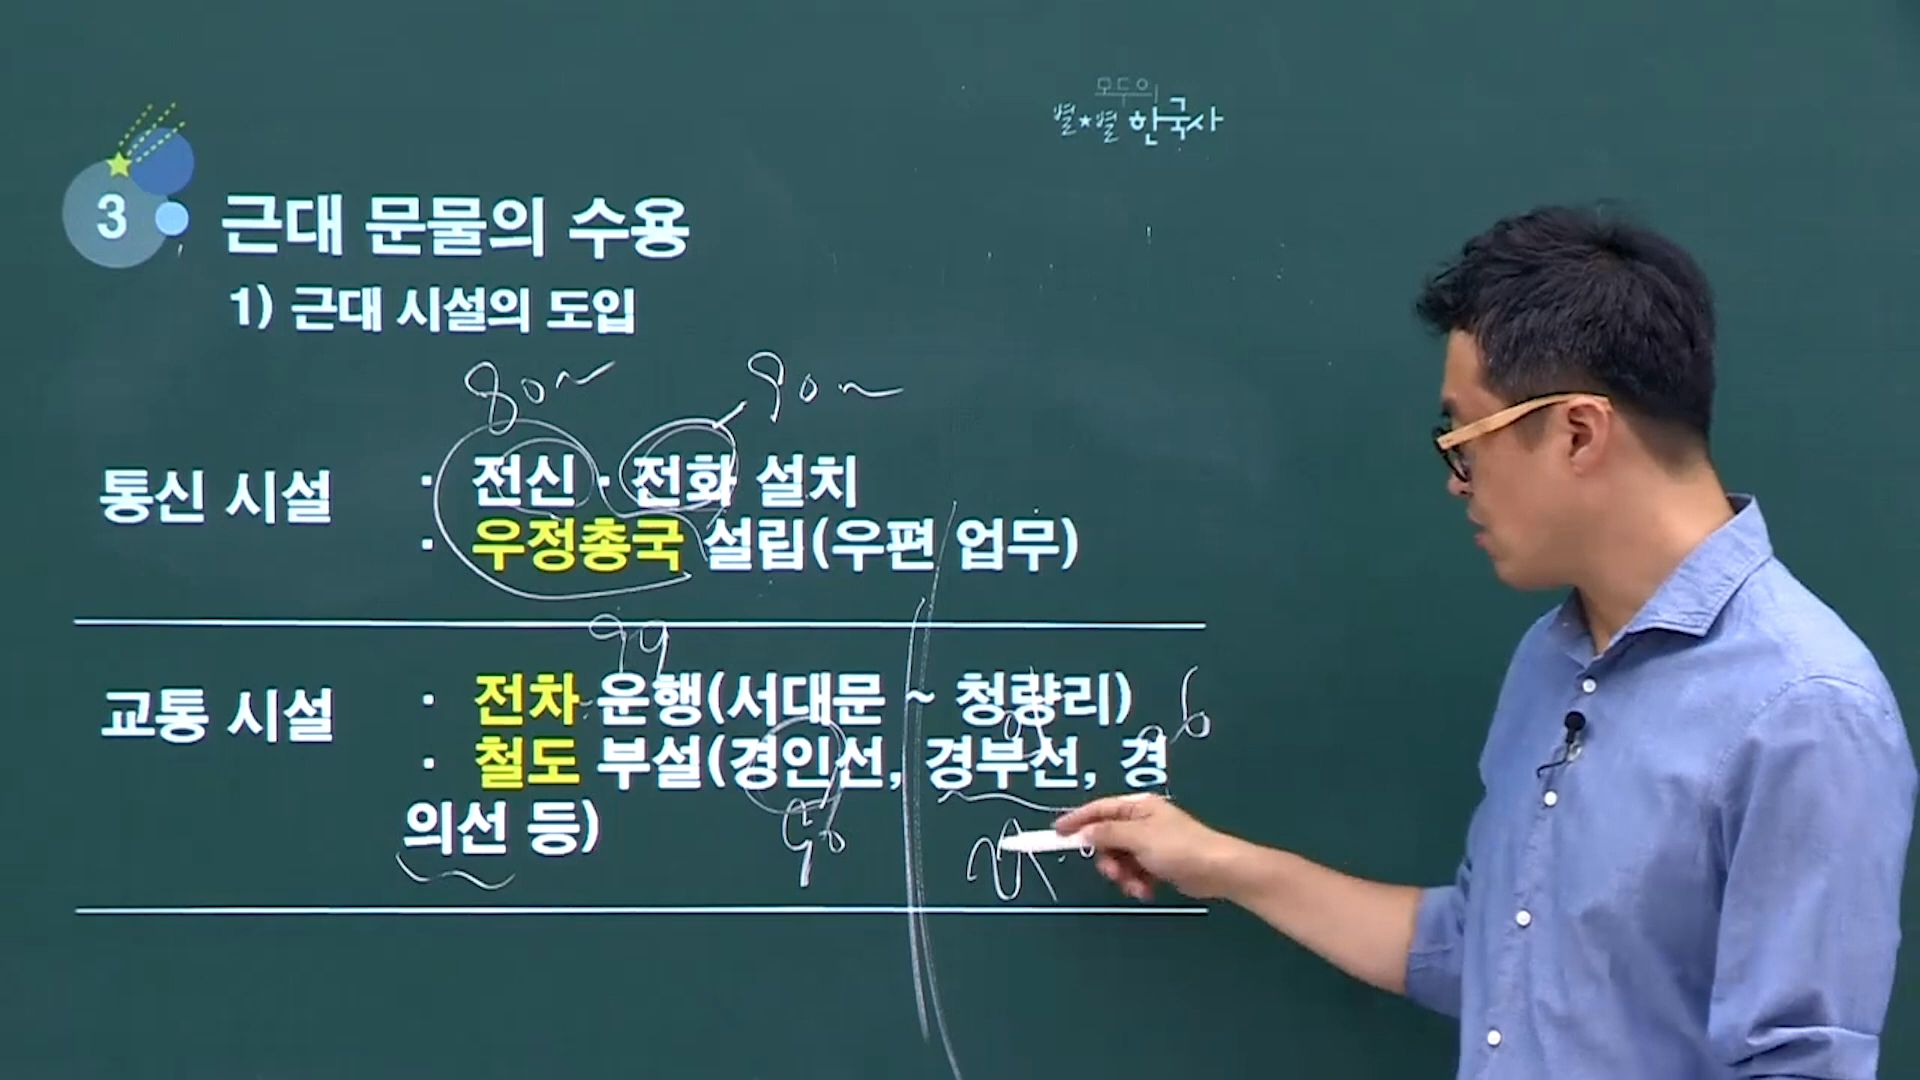 모두의
별★별 한국사
3 근대 문물의 수용
1) 근대 시설의 도입
80~ 90~
통신 시설 · 전신 · 전화 설치
· 우정총국 설립(우편 업무)
99
교통 시설 · 전차 운행(서대문 ~ 청량리)
· 철도 부설(경인선, 경부선, 경
의선 등)